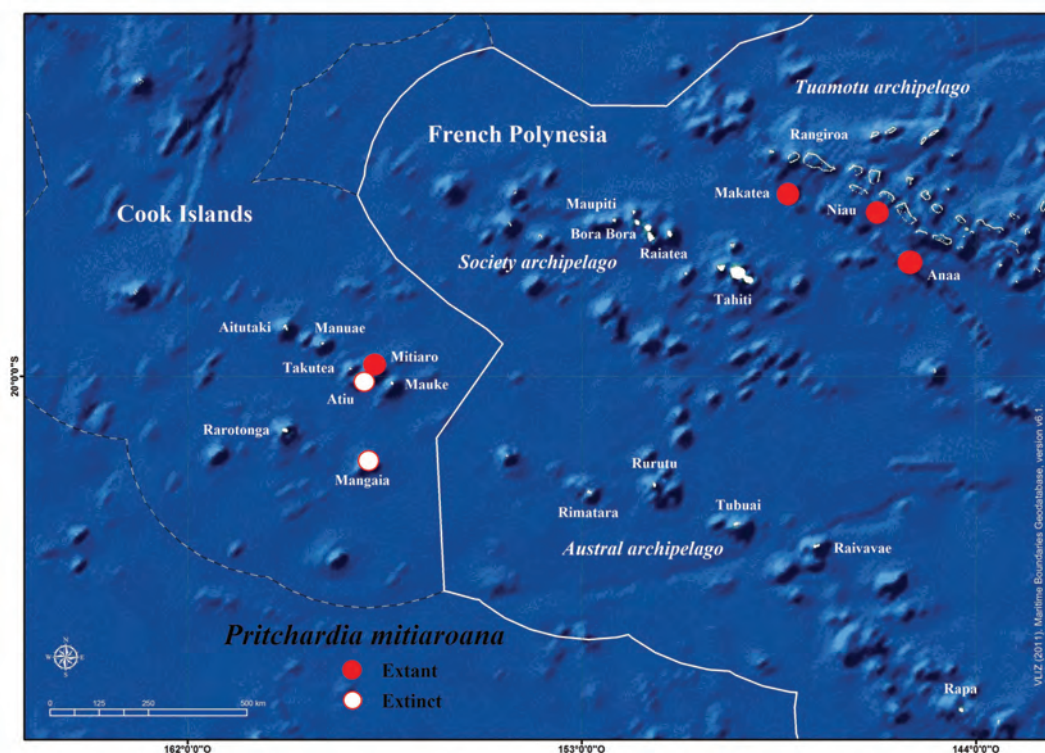 Tuamotu archipelago
Rangiroa
French Polynesia
Makatea
Niau
Cook Islands
Maupiti
Bora Bora
Raiatea
Society archipelago
Anaa
Tahiti
Aitutaki
Manuae
Mitiaro
Takutea
Mauke
Atiu
20°0'0"S
Rarotonga
Mangaia
Rurutu
Rimatara
Tubuai
Austral archipelago
Raivavae
VLIZ (2011). Maritime Boundaries Geodatabase, version v6.1.
Pritchardia mitiaroana
Extant
Extinct
N
S
Rapa
0 125 250 500 km
162°0'0"O
153°0'0"O
144°0'0"O